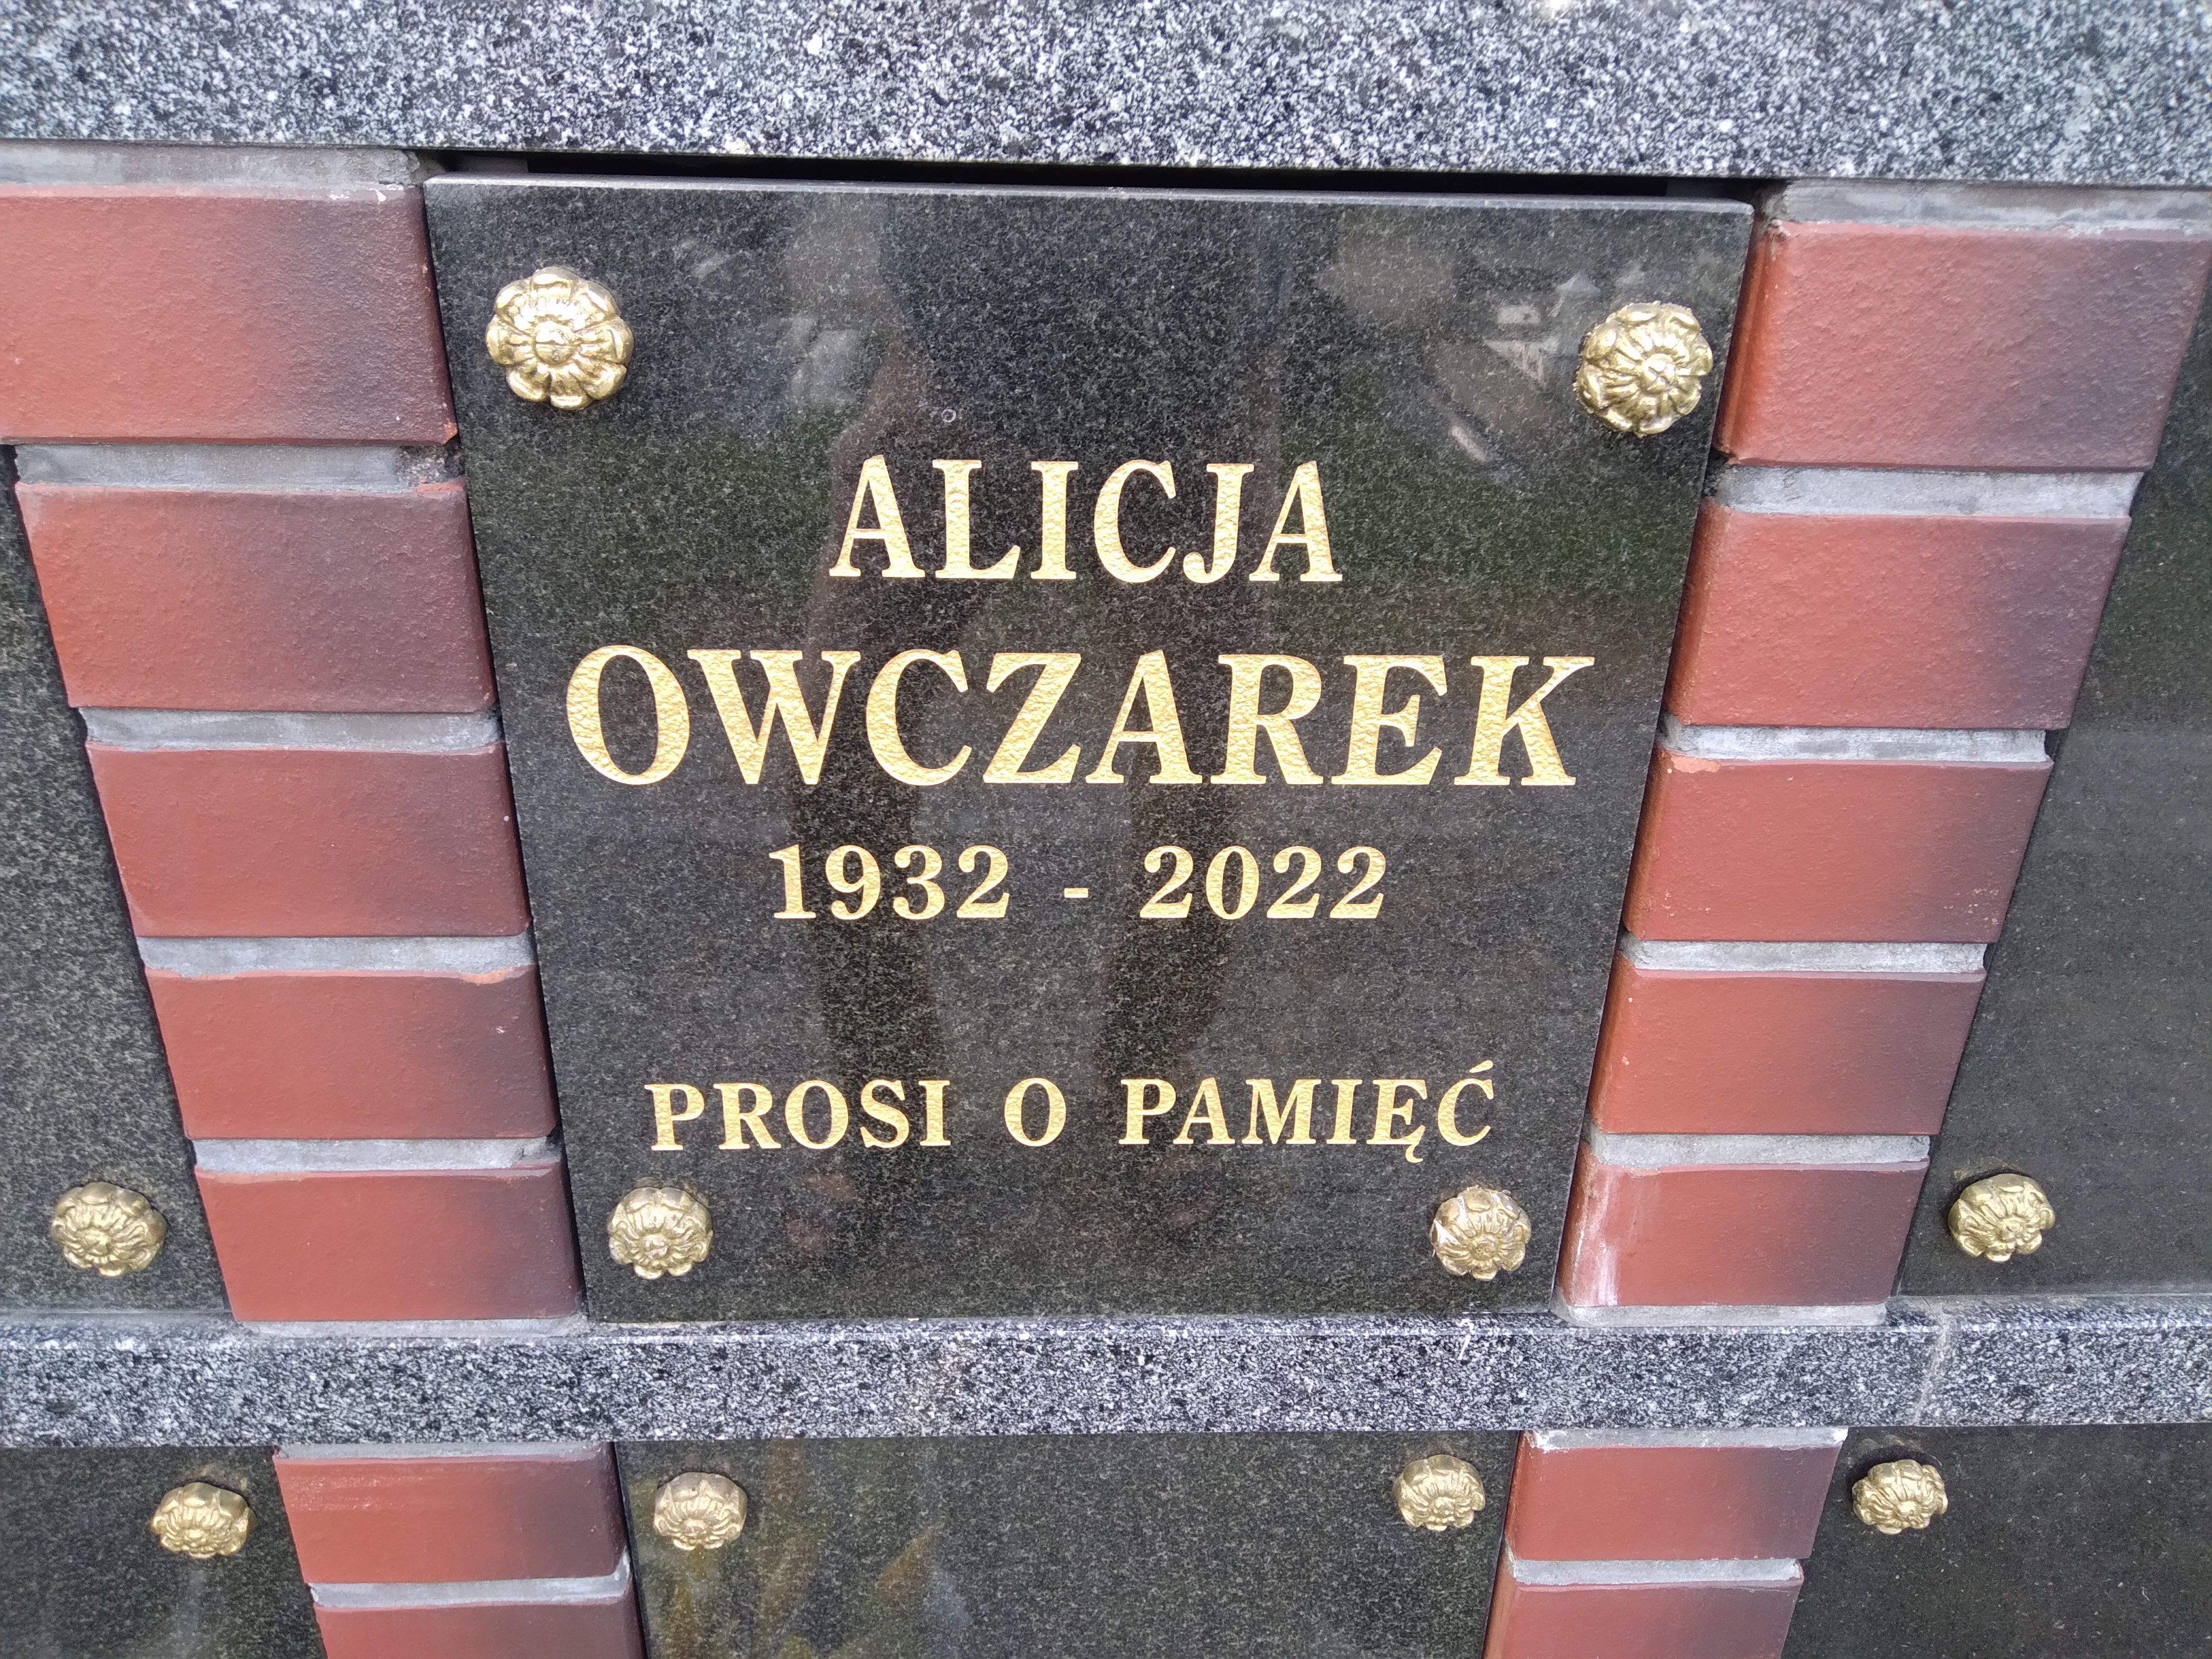 ALICJA
OWCZAREK
1932 - 2022
PROSI O PAMIĘĆ